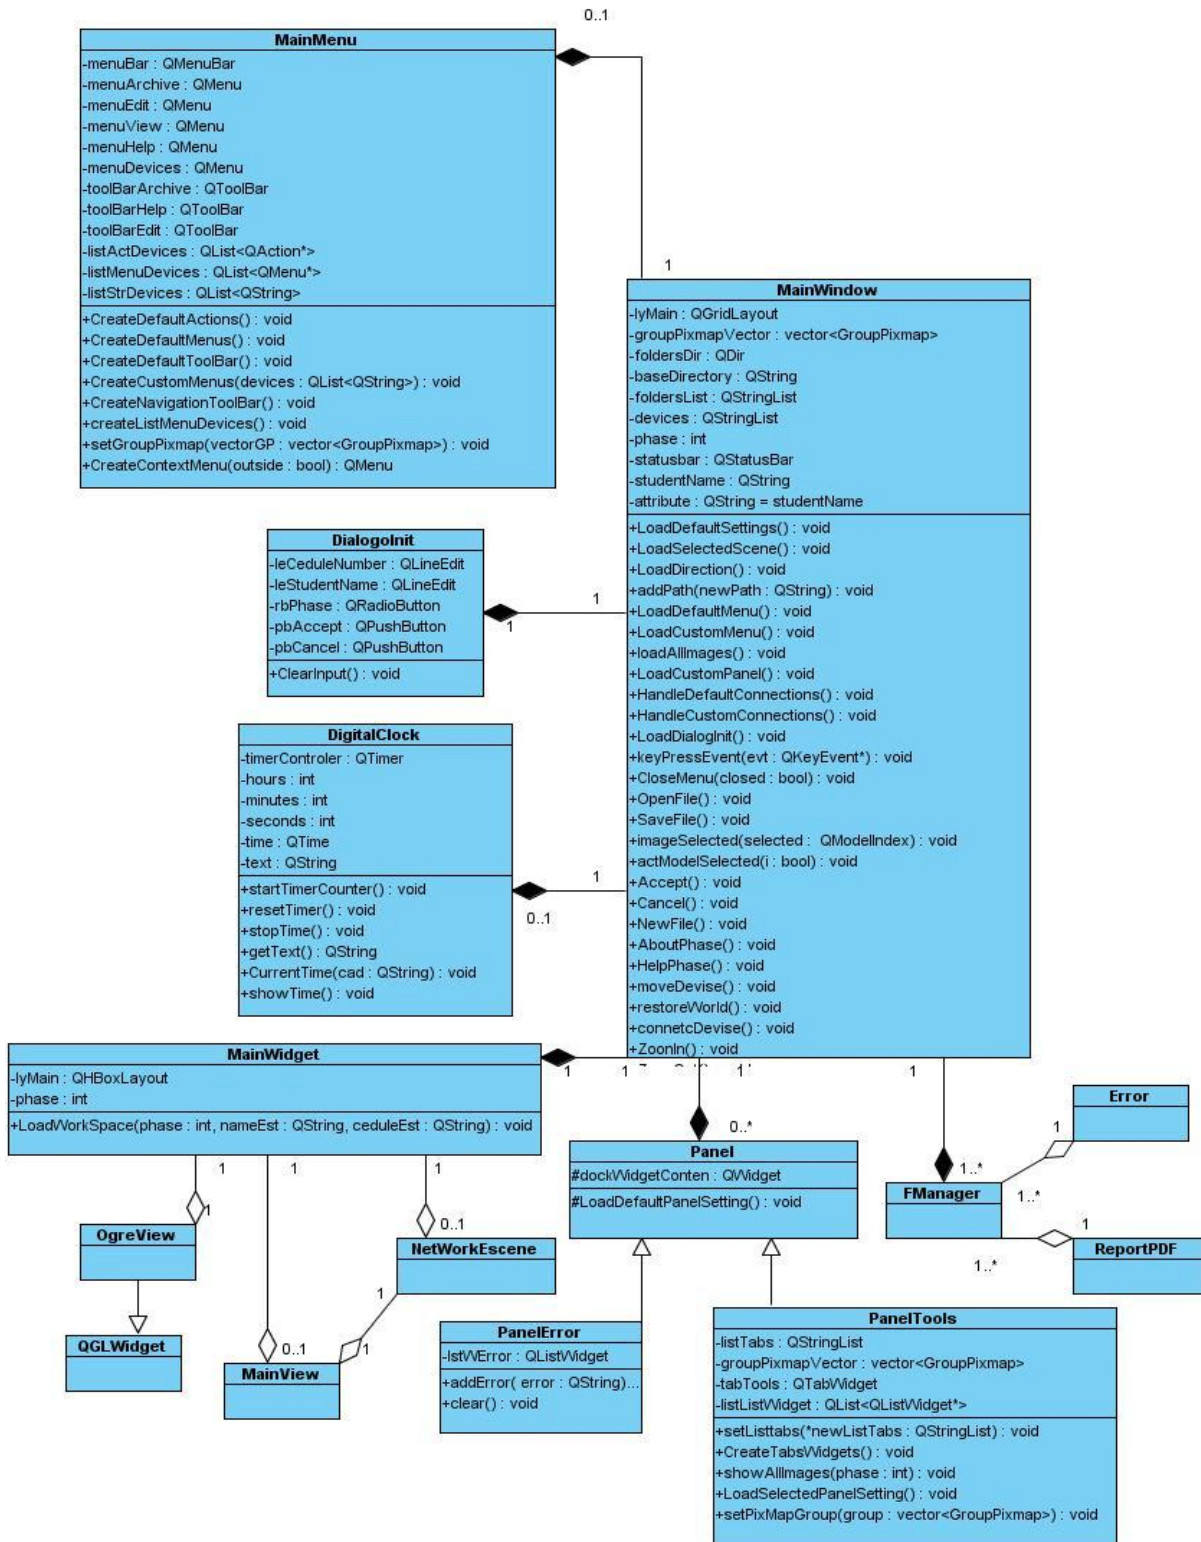 0..1
MainMenu
-menuBar : QMenuBar
-menuArchive : QMenu
-menuEdit : QMenu
-menuView : QMenu
-menuHelp : QMenu
-menuDevices : QMenu
-toolBarArchive : QToolBar
-toolBarHelp : QToolBar
-toolBarEdit : QToolBar
-listActDevices : QList<QAction*>
-listMenuDevices : QList<QMenu*>
-listStrDevices : QList<QString>
+CreateDefaultActions() : void
+CreateDefaultMenus() : void
+CreateDefaultToolBar() : void
+CreateCustomMenus(devices : QList<QString>) : void
+CreateNavigationToolBar() : void
+createListMenuDevices() : void
+setGroupPixmap(vectorGP : vector<GroupPixmap>) : void
+CreateContextMenu(outside : bool) : QMenu
1
MainWindow
-lyMain : QGridLayout
-groupPixmapVector : vector<GroupPixmap>
-foldersDir : QDir
-baseDirectory : QString
-foldersList : QStringList
-devices : QStringList
-phase : int
-statusbar : QStatusBar
-studentName : QString
-attribute : QString = studentName
+LoadDefaultSettings() : void
+LoadSelectedScene() : void
+LoadDirection() : void
+addPath(newPath : QString) : void
+LoadDefaultMenu() : void
+LoadCustomMenu() : void
+loadAllImages() : void
+LoadCustomPanel() : void
+HandleDefaultConnections() : void
+HandleCustomConnections() : void
+LoadDialogInit() : void
+keyPressEvent(evt : QKeyEvent*) : void
+CloseMenu(closed : bool) : void
+OpenFile() : void
+SaveFile() : void
+imageSelected(selected : QModelIndex) : void
+actModelSelected(i : bool) : void
+Accept() : void
+Cancel() : void
+NewFile() : void
+AboutPhase() : void
+HelpPhase() : void
+moveDevise() : void
+restoreWorld() : void
+connetcDevise() : void
+ZoonIn() : void
DialogoInit
-leCeduleNumber : QLineEdit
-leStudentName : QLineEdit
-rbPhase : QRadioButton
-pbAccept : QPushButton
-pbCancel : QPushButton
+ClearInput() : void
1
1
DigitalClock
-timerControler : QTimer
-hours : int
-minutes : int
-seconds : int
-time : QTime
-text : QString
+startTimerCounter() : void
+resetTimer() : void
+stopTime() : void
+getText() : QString
+CurrentTime(cad : QString) : void
+showTime() : void
1
0..1
MainWidget
-lyMain : QHBoxLayout
-phase : int
+LoadWorkSpace(phase : int, nameEst : QString, ceduleEst : QString) : void
1
1
1
1
0..*
Panel
#dockWidgetConten : QWidget
#LoadDefaultPanelSetting() : void
1..*
FManager
Error
1
1..*
1
1..*
ReportPDF
1
1
1
1
OgreView
0..1
NetWorkEscene
QGLWidget
0..1
MainView
1
1
PanelError
-lstWError : QListWidget
+addError( error : QString)...
+clear() : void
PanelTools
-listTabs : QStringList
-groupPixmapVector : vector<GroupPixmap>
-tabTools : QTabWidget
-listListWidget : QList<QListWidget*>
+setListtabs(*newListTabs : QStringList) : void
+CreateTabsWidgets() : void
+showAllImages(phase : int) : void
+LoadSelectedPanelSetting() : void
+setPixMapGroup(group : vector<GroupPixmap>) : void